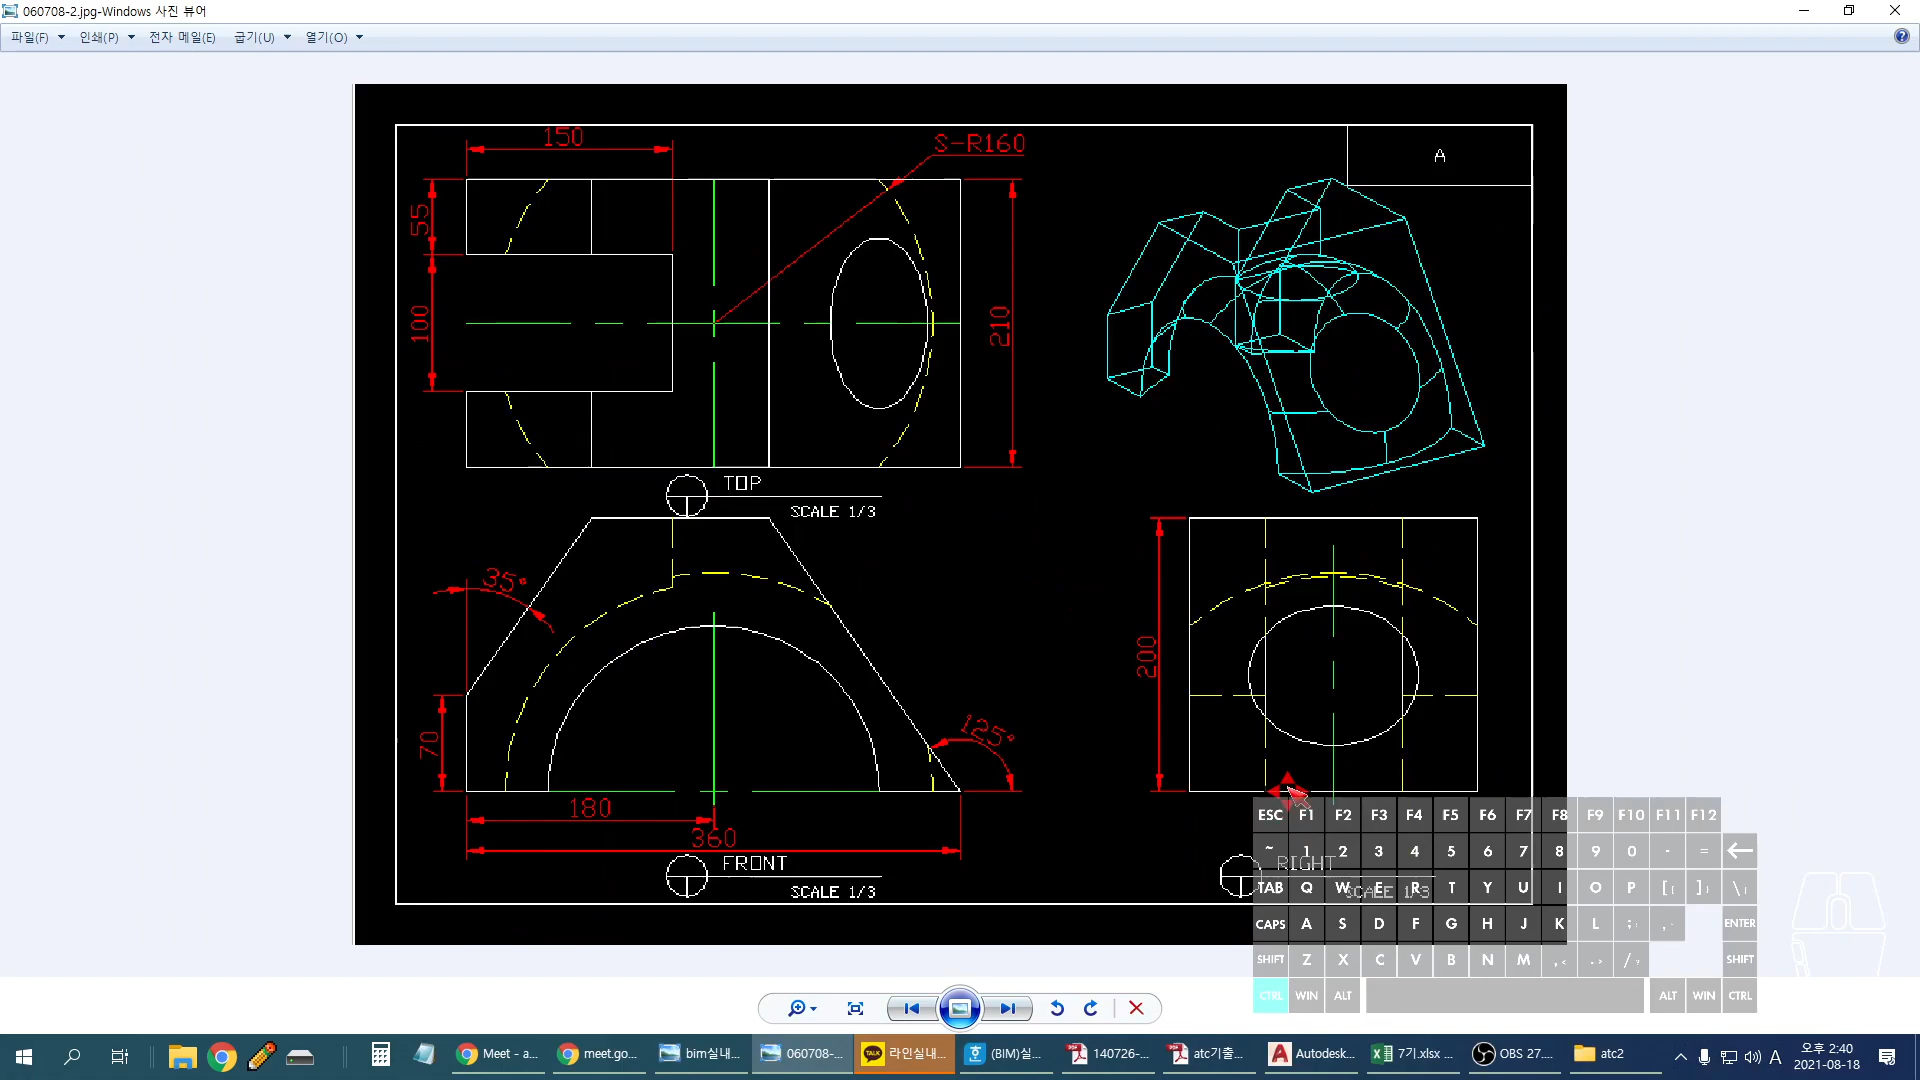 060708-2.jpg-Windows 사진 뷰어
파일(F) 인쇄(P) 전자 메일(E) 굽기(U) 열기(O)
150
S-R160
A
55
100
210
TOP
SCALE 1/3
35°
70
125°
200
180
360
FRONT
SCALE 1/3
RIGHT
SCALE 1/3
ESC F1 F2 F3 F4 F5 F6 F7 F8 F9 F10 F11 F12
~ 1 2 3 4 5 6 7 8 9 0 - =
TAB Q W E R T Y U I O P [{ ]} \|
CAPS A S D F G H J K L ;: ENTER
SHIFT Z X C V B N M ,< .> /? SHIFT
CTRL WIN ALT ALT WIN CTRL
Meet - a... meet.go... bim실내... 060708-... TALK 라인실내... (BIM)실... 140726-... atc기출... Autodesk... 7기.xlsx ... OBS 27.... atc2
A
오후 2:40
2021-08-18